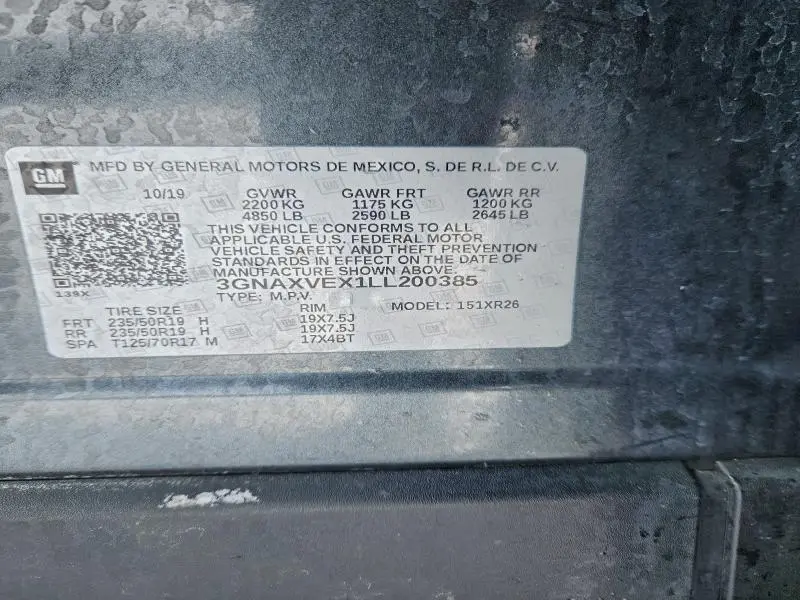 GM MFD BY GENERAL MOTORS DE MEXICO, S. DE R.L. DE C.V.
10/19 GVWR GAWR FRT GAWR RR
2200 KG 1175 KG 1200 KG
4850 LB 2590 LB 2645 LB
THIS VEHICLE CONFORMS TO ALL
APPLICABLE U.S. FEDERAL MOTOR
VEHICLE SAFETY AND THEFT PREVENTION
STANDARDS IN EFFECT ON THE DATE OF
MANUFACTURE SHOWN ABOVE.
3GNAXVEX1LL200385
139X TYPE: M.P.V. MODEL: 151XR26
TIRE SIZE RIM
FRT 235/50R19 H 19X7.5J
RR 235/50R19 H 19X7.5J
SPA T125/70R17 M 17X4BT